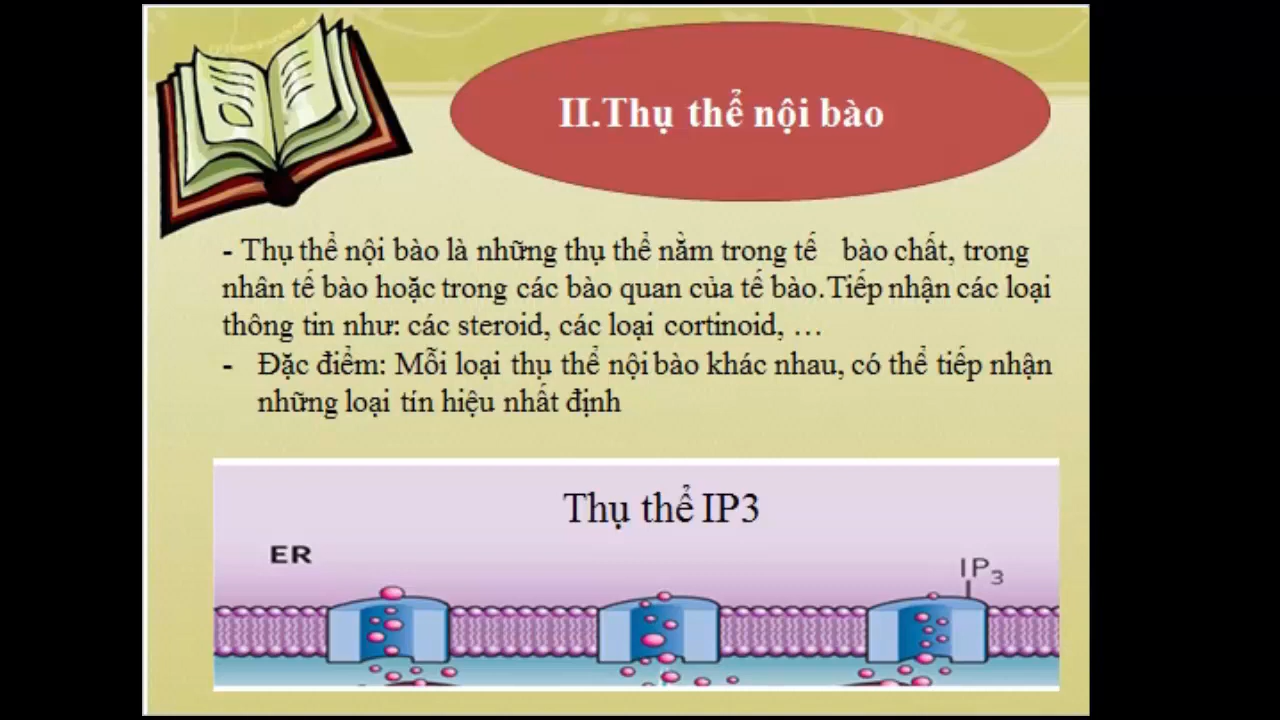 II.Thụ thể nội bào
- Thụ thể nội bào là những thụ thể nằm trong tế bào chất, trong
nhân tế bào hoặc trong các bào quan của tế bào.Tiếp nhận các loại
thông tin như: các steroid, các loại cortinoid, …
- Đặc điểm: Mỗi loại thụ thể nội bào khác nhau, có thể tiếp nhận
những loại tín hiệu nhất định
Thụ thể IP3
ER
IP3